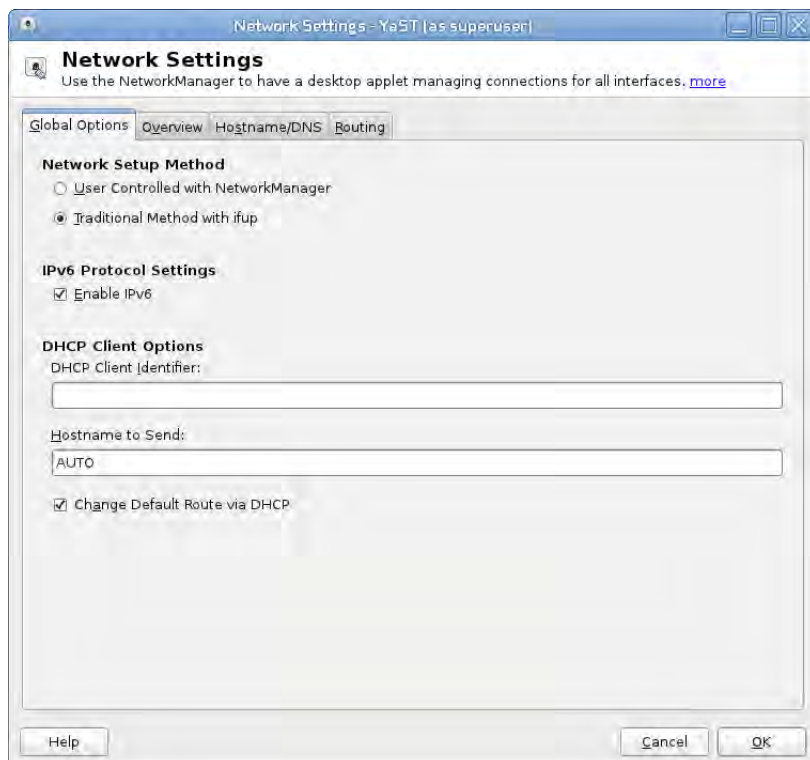 Network Settings - YaST (as superuser)
Network Settings
Use the NetworkManager to have a desktop applet managing connections for all interfaces. more
Global Options Overview Hostname/DNS Routing
Network Setup Method
User Controlled with NetworkManager
Traditional Method with ifup
IPv6 Protocol Settings
Enable IPv6
DHCP Client Options
DHCP Client Identifier:
Hostname to Send:
AUTO
Change Default Route via DHCP
Help Cancel OK